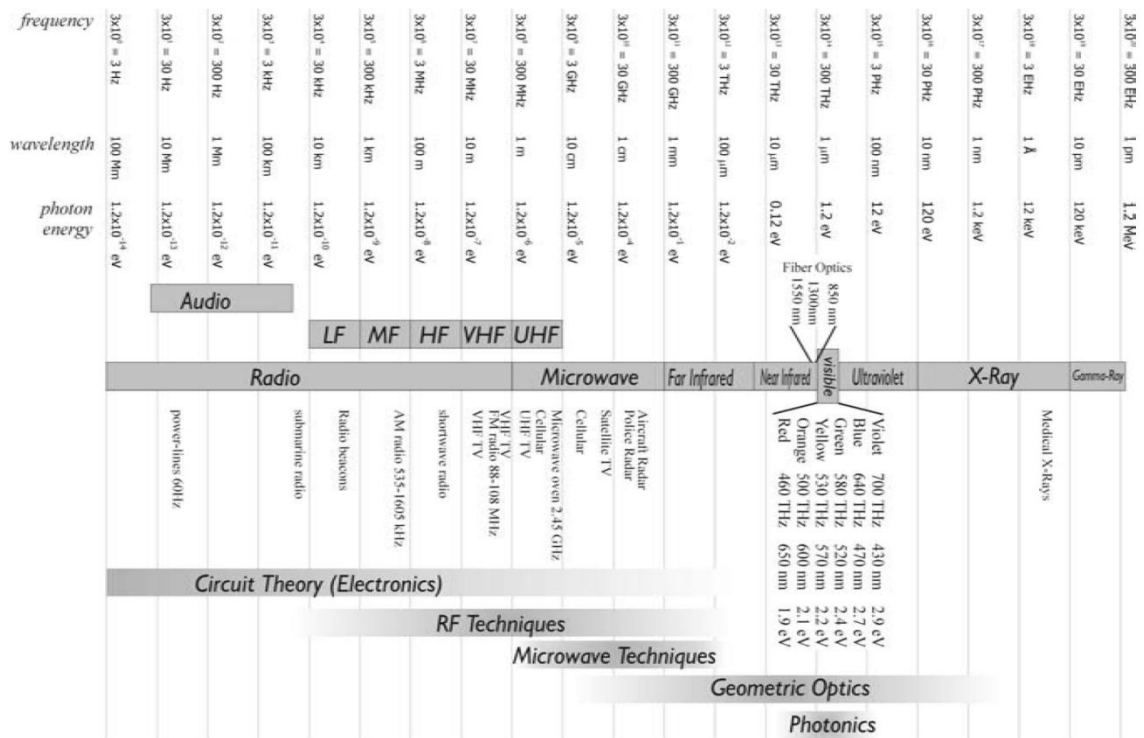 frequency
3x10⁰ = 3 Hz
3x10¹ = 30 Hz
3x10² = 300 Hz
3x10³ = 3 kHz
3x10⁴ = 30 kHz
3x10⁵ = 300 kHz
3x10⁶ = 3 MHz
3x10⁷ = 30 MHz
3x10⁸ = 300 MHz
3x10⁹ = 3 GHz
3x10¹⁰ = 30 GHz
3x10¹¹ = 300 GHz
3x10¹² = 3 THz
3x10¹³ = 30 THz
3x10¹⁴ = 300 THz
3x10¹⁵ = 3 PHz
3x10¹⁶ = 30 PHz
3x10¹⁷ = 300 PHz
3x10¹⁸ = 3 EHz
3x10¹⁹ = 30 EHz
3x10²⁰ = 300 EHz
wavelength
100 Mm
10 Mm
1 Mm
100 km
10 km
1 km
100 m
10 m
1 m
10 cm
1 cm
1 mm
100 μm
10 μm
1 μm
100 nm
10 nm
1 nm
1 Å
10 pm
1 pm
photon
energy
1.2x10⁻¹⁴ eV
1.2x10⁻¹³ eV
1.2x10⁻¹² eV
1.2x10⁻¹¹ eV
1.2x10⁻¹⁰ eV
1.2x10⁻⁹ eV
1.2x10⁻⁸ eV
1.2x10⁻⁷ eV
1.2x10⁻⁶ eV
1.2x10⁻⁵ eV
1.2x10⁻⁴ eV
1.2x10⁻¹ eV
1.2x10⁻² eV
0.12 eV
1.2 eV
12 eV
120 eV
1.2 keV
12 keV
120 keV
1.2 MeV
Fiber Optics
1550 nm
1300nm
850 nm
Audio
LF MF HF VHF UHF
Radio Microwave Far Infrared Near Infrared visible Ultraviolet X-Ray Gamma-Ray
power-lines 60Hz
submarine radio
Radio beacons
AM radio 535-1605 kHz
shortwave radio
VHF TV
FM radio 88-108 MHz
VHF TV
UHF TV
Cellular
Microwave oven 2.45 GHz
Cellular
Satellite TV
Police Radar
Aircraft Radar
Red 460 THz 650 nm 1.9 eV
Orange 500 THz 600 nm 2.1 eV
Yellow 530 THz 570 nm 2.2 eV
Green 580 THz 520 nm 2.4 eV
Blue 640 THz 470 nm 2.7 eV
Violet 700 THz 430 nm 2.9 eV
Medical X-Rays
Circuit Theory (Electronics)
RF Techniques
Microwave Techniques
Geometric Optics
Photonics